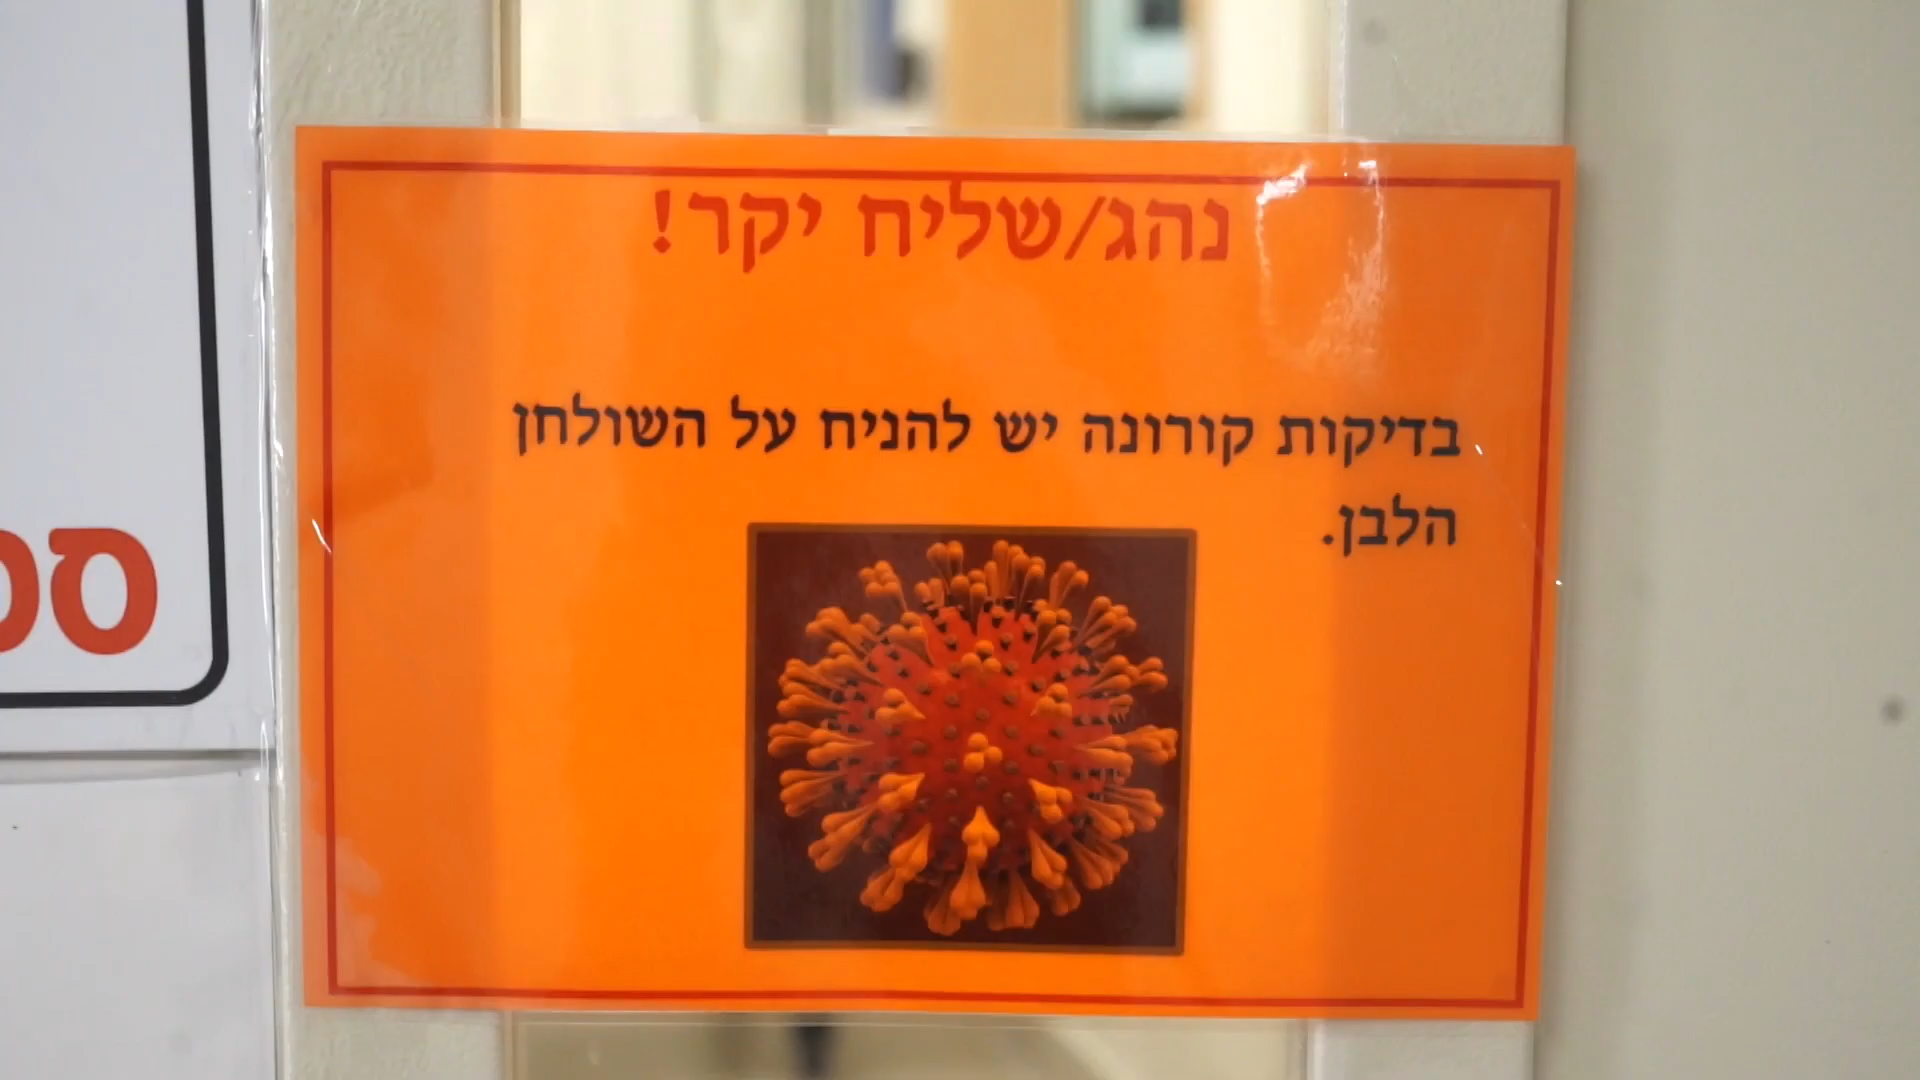 נהג/שליח יקר!
בדיקות קורונה יש להניח על השולחן
הלבן.